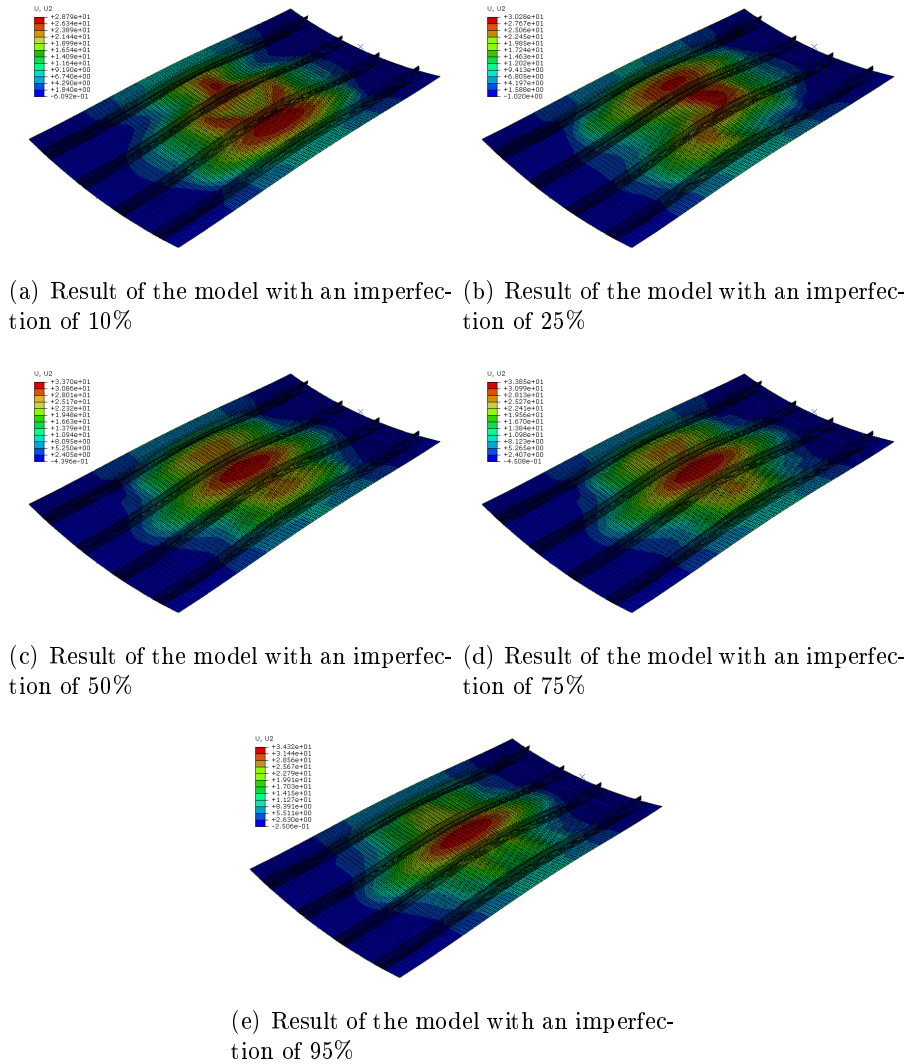 U, U2
+2.879e+01
+2.634e+01
+2.389e+01
+2.144e+01
+1.899e+01
+1.654e+01
+1.409e+01
+1.164e+01
+9.190e+00
+6.740e+00
+4.290e+00
+1.840e+00
-6.092e-01
U, U2
+3.028e+01
+2.767e+01
+2.506e+01
+2.245e+01
+1.985e+01
+1.724e+01
+1.463e+01
+1.202e+01
+9.413e+00
+6.805e+00
+4.197e+00
+1.588e+00
-1.020e+00
(a) Result of the model with an imperfec-
tion of 10%
(b) Result of the model with an imperfec-
tion of 25%
U, U2
+3.370e+01
+3.086e+01
+2.801e+01
+2.517e+01
+2.232e+01
+1.948e+01
+1.663e+01
+1.379e+01
+1.094e+01
+8.095e+00
+5.250e+00
+2.405e+00
-4.396e-01
U, U2
+3.385e+01
+3.099e+01
+2.813e+01
+2.527e+01
+2.241e+01
+1.956e+01
+1.670e+01
+1.384e+01
+1.098e+01
+8.123e+00
+5.265e+00
+2.407e+00
-4.508e-01
(c) Result of the model with an imperfec-
tion of 50%
(d) Result of the model with an imperfec-
tion of 75%
U, U2
+3.432e+01
+3.144e+01
+2.856e+01
+2.567e+01
+2.279e+01
+1.991e+01
+1.703e+01
+1.415e+01
+1.127e+01
+8.391e+00
+5.511e+00
+2.630e+00
-2.506e-01
(e) Result of the model with an imperfec-
tion of 95%